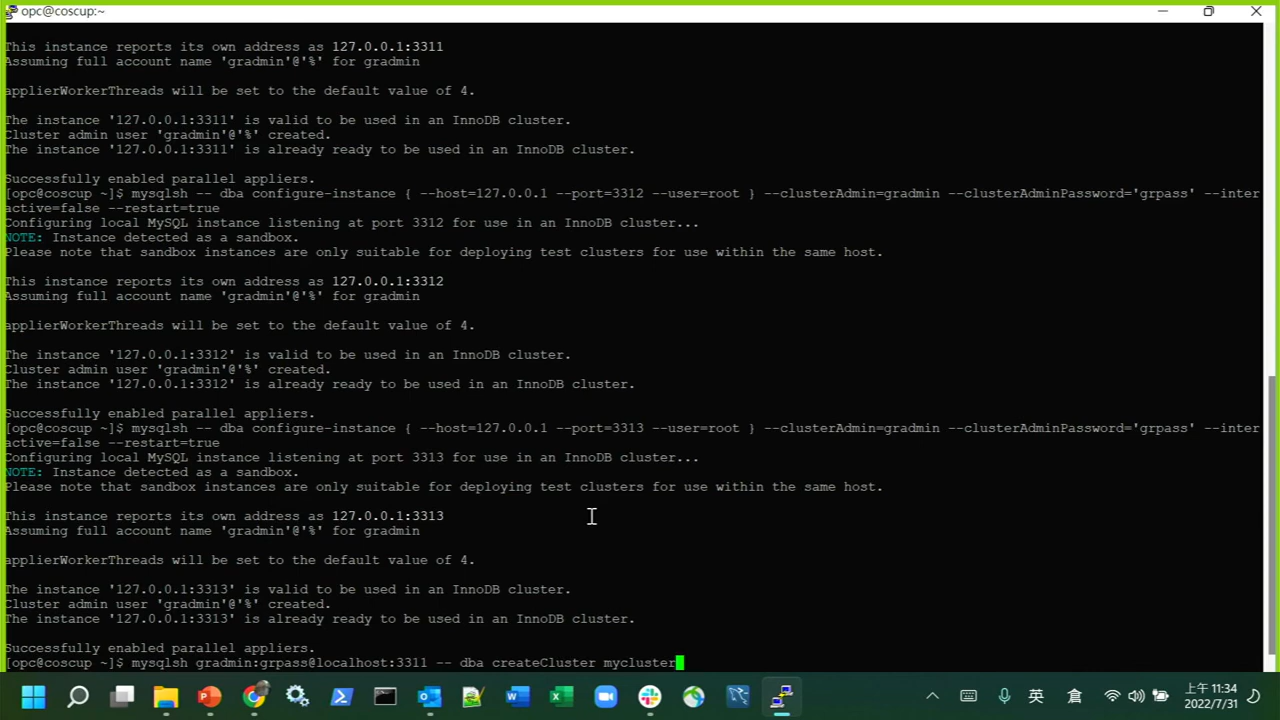 opc@coscup:~
This instance reports its own address as 127.0.0.1:3311
Assuming full account name 'gradmin'@'%' for gradmin
applierWorkerThreads will be set to the default value of 4.
The instance '127.0.0.1:3311' is valid to be used in an InnoDB cluster.
Cluster admin user 'gradmin'@'%' created.
The instance '127.0.0.1:3311' is already ready to be used in an InnoDB cluster.
Successfully enabled parallel appliers.
[opc@coscup ~]$ mysqlsh -- dba configure-instance { --host=127.0.0.1 --port=3312 --user=root } --clusterAdmin=gradmin --clusterAdminPassword='grpass' --inter
active=false --restart=true
Configuring local MySQL instance listening at port 3312 for use in an InnoDB cluster...
NOTE: Instance detected as a sandbox.
Please note that sandbox instances are only suitable for deploying test clusters for use within the same host.
This instance reports its own address as 127.0.0.1:3312
Assuming full account name 'gradmin'@'%' for gradmin
applierWorkerThreads will be set to the default value of 4.
The instance '127.0.0.1:3312' is valid to be used in an InnoDB cluster.
Cluster admin user 'gradmin'@'%' created.
The instance '127.0.0.1:3312' is already ready to be used in an InnoDB cluster.
Successfully enabled parallel appliers.
[opc@coscup ~]$ mysqlsh -- dba configure-instance { --host=127.0.0.1 --port=3313 --user=root } --clusterAdmin=gradmin --clusterAdminPassword='grpass' --inter
active=false --restart=true
Configuring local MySQL instance listening at port 3313 for use in an InnoDB cluster...
NOTE: Instance detected as a sandbox.
Please note that sandbox instances are only suitable for deploying test clusters for use within the same host.
This instance reports its own address as 127.0.0.1:3313
Assuming full account name 'gradmin'@'%' for gradmin
applierWorkerThreads will be set to the default value of 4.
The instance '127.0.0.1:3313' is valid to be used in an InnoDB cluster.
Cluster admin user 'gradmin'@'%' created.
The instance '127.0.0.1:3313' is already ready to be used in an InnoDB cluster.
Successfully enabled parallel appliers.
[opc@coscup ~]$ mysqlsh gradmin:grpass@localhost:3311 -- dba createCluster mycluster
英 倉 上午 11:34
2022/7/31